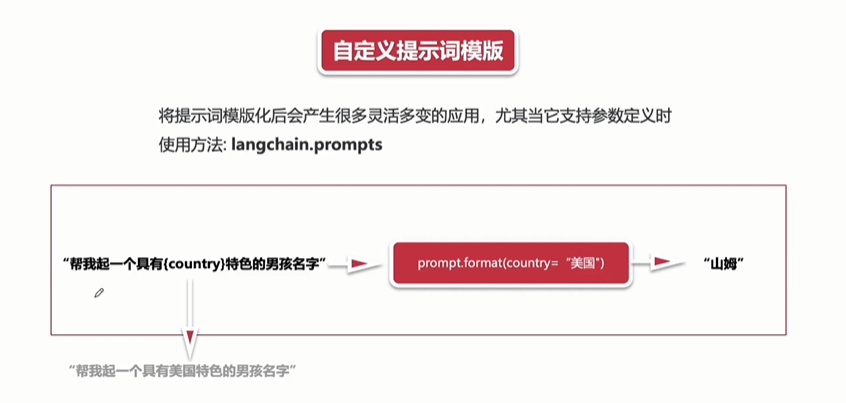 自定义提示词模版
将提示词模版化后会产生很多灵活多变的应用，尤其当它支持参数定义时
使用方法: langchain.prompts
“帮我起一个具有{country}特色的男孩名字”
prompt.format(country=“美国")
“山姆”
“帮我起一个具有美国特色的男孩名字”